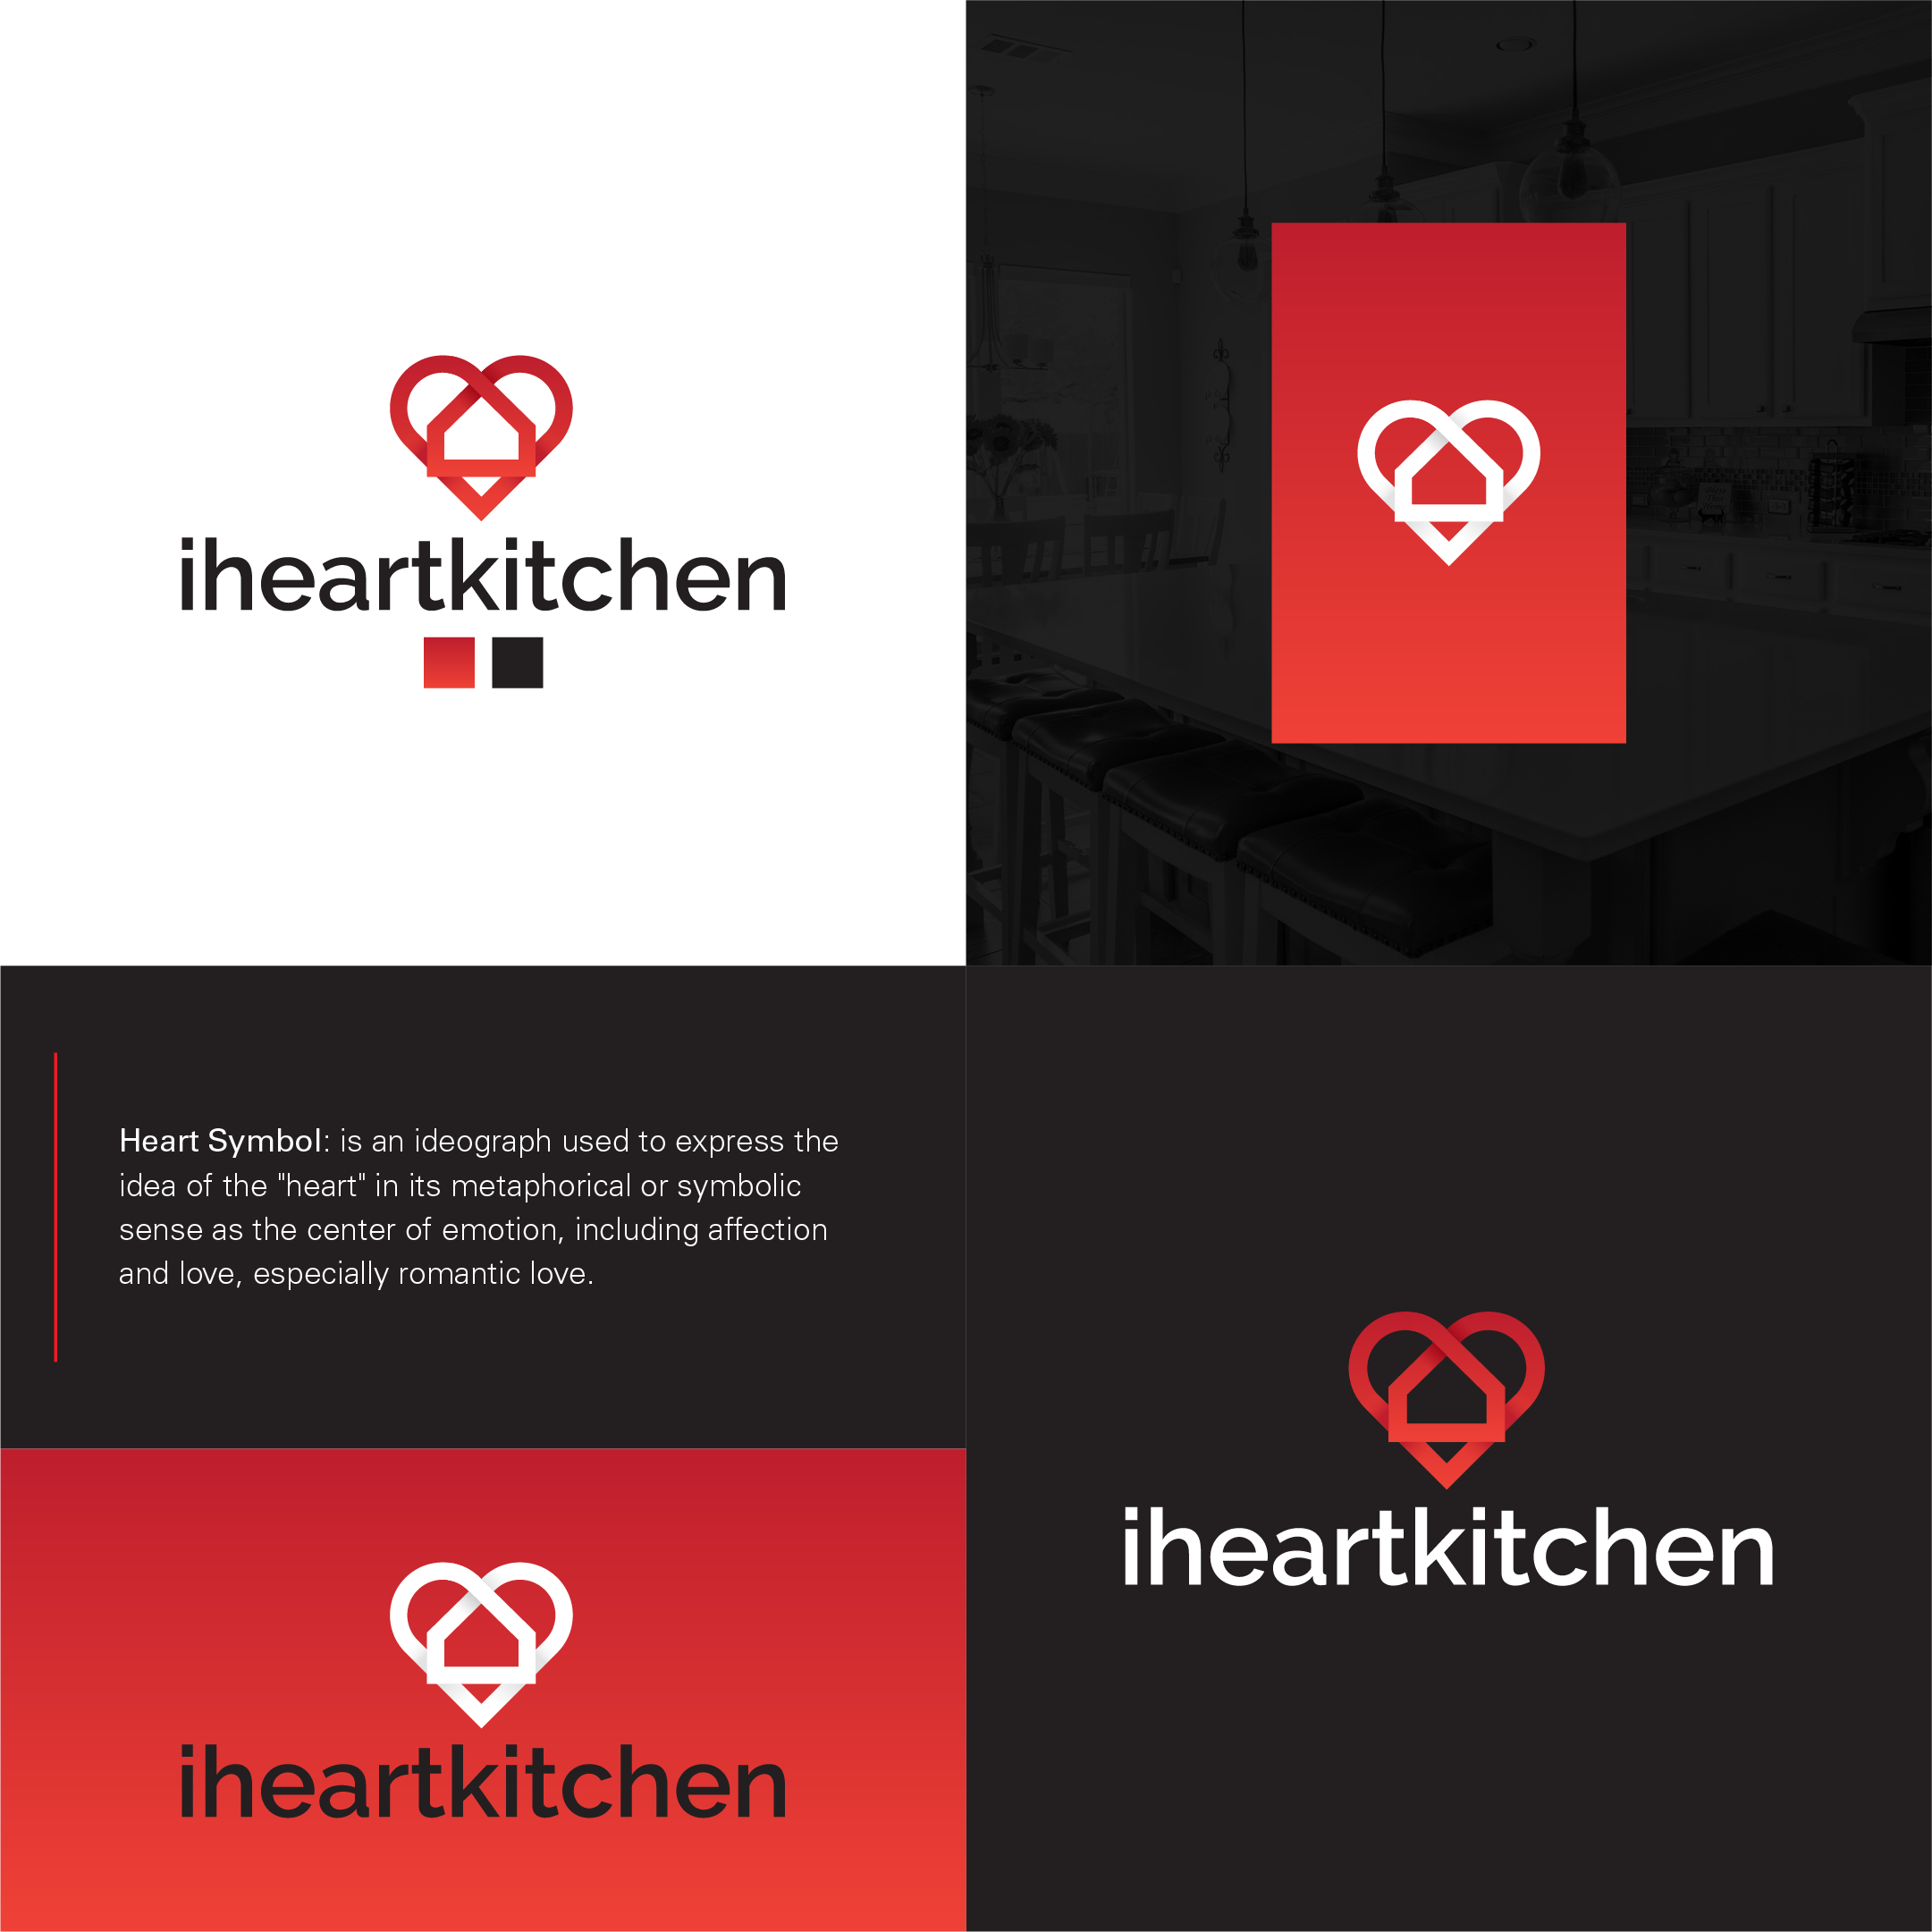 iheartkitchen
Heart Symbol: is an ideograph used to express the
idea of the "heart" in its metaphorical or symbolic
sense as the center of emotion, including affection
and love, especially romantic love.
iheartkitchen
iheartkitchen